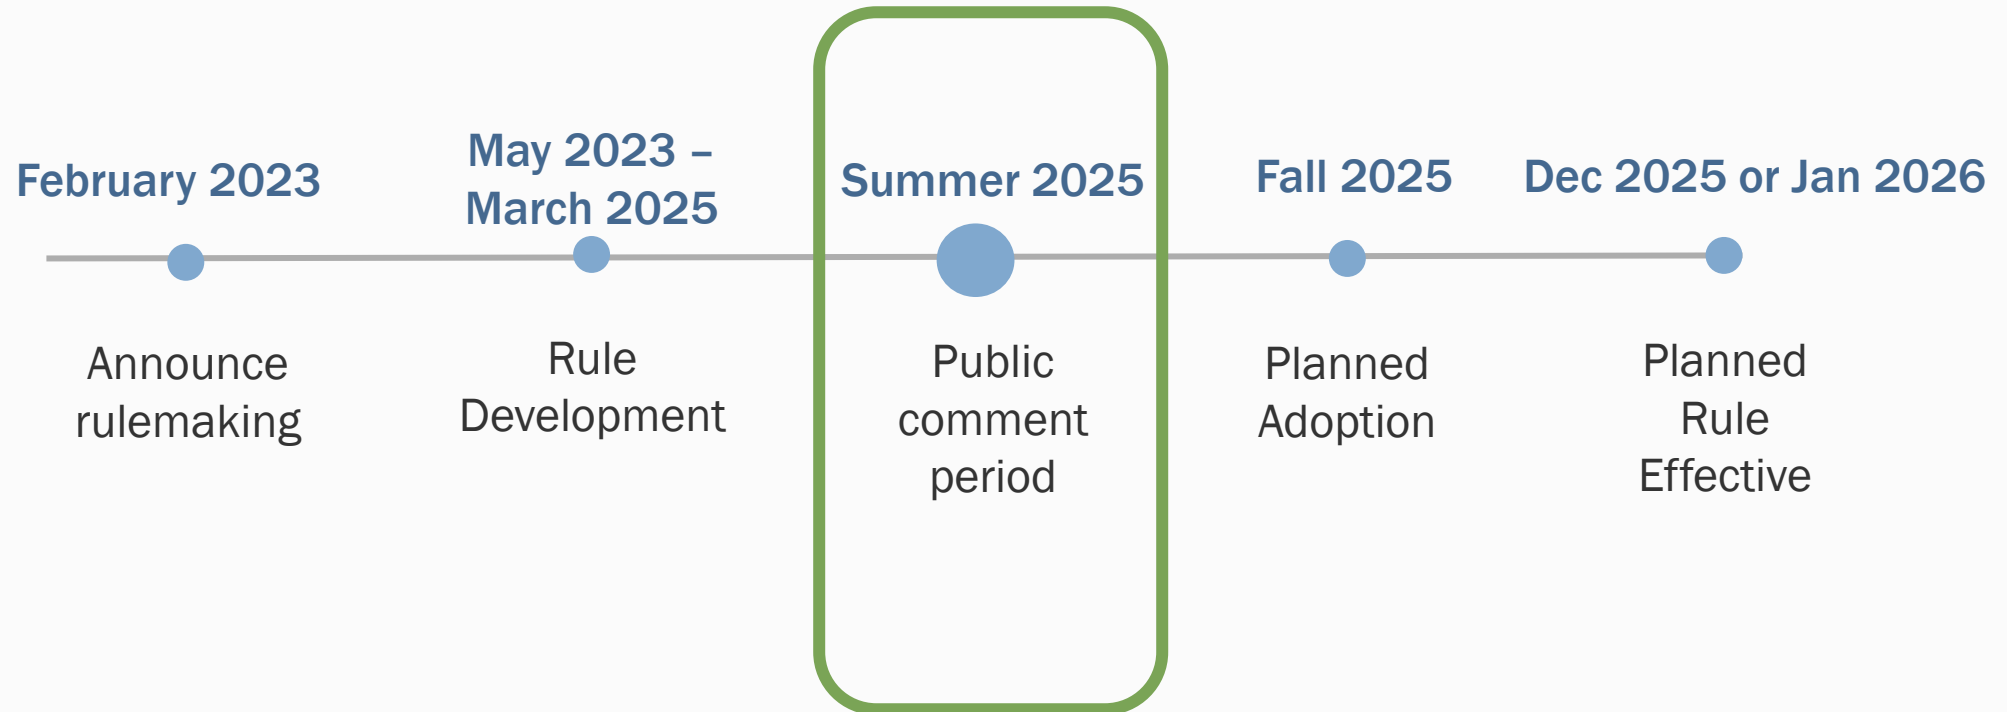 February 2023
Announce
rulemaking
May 2023 –
March 2025
Rule
Development
Summer 2025
Public
comment
period
Fall 2025
Planned
Adoption
Dec 2025 or Jan 2026
Planned
Rule
Effective